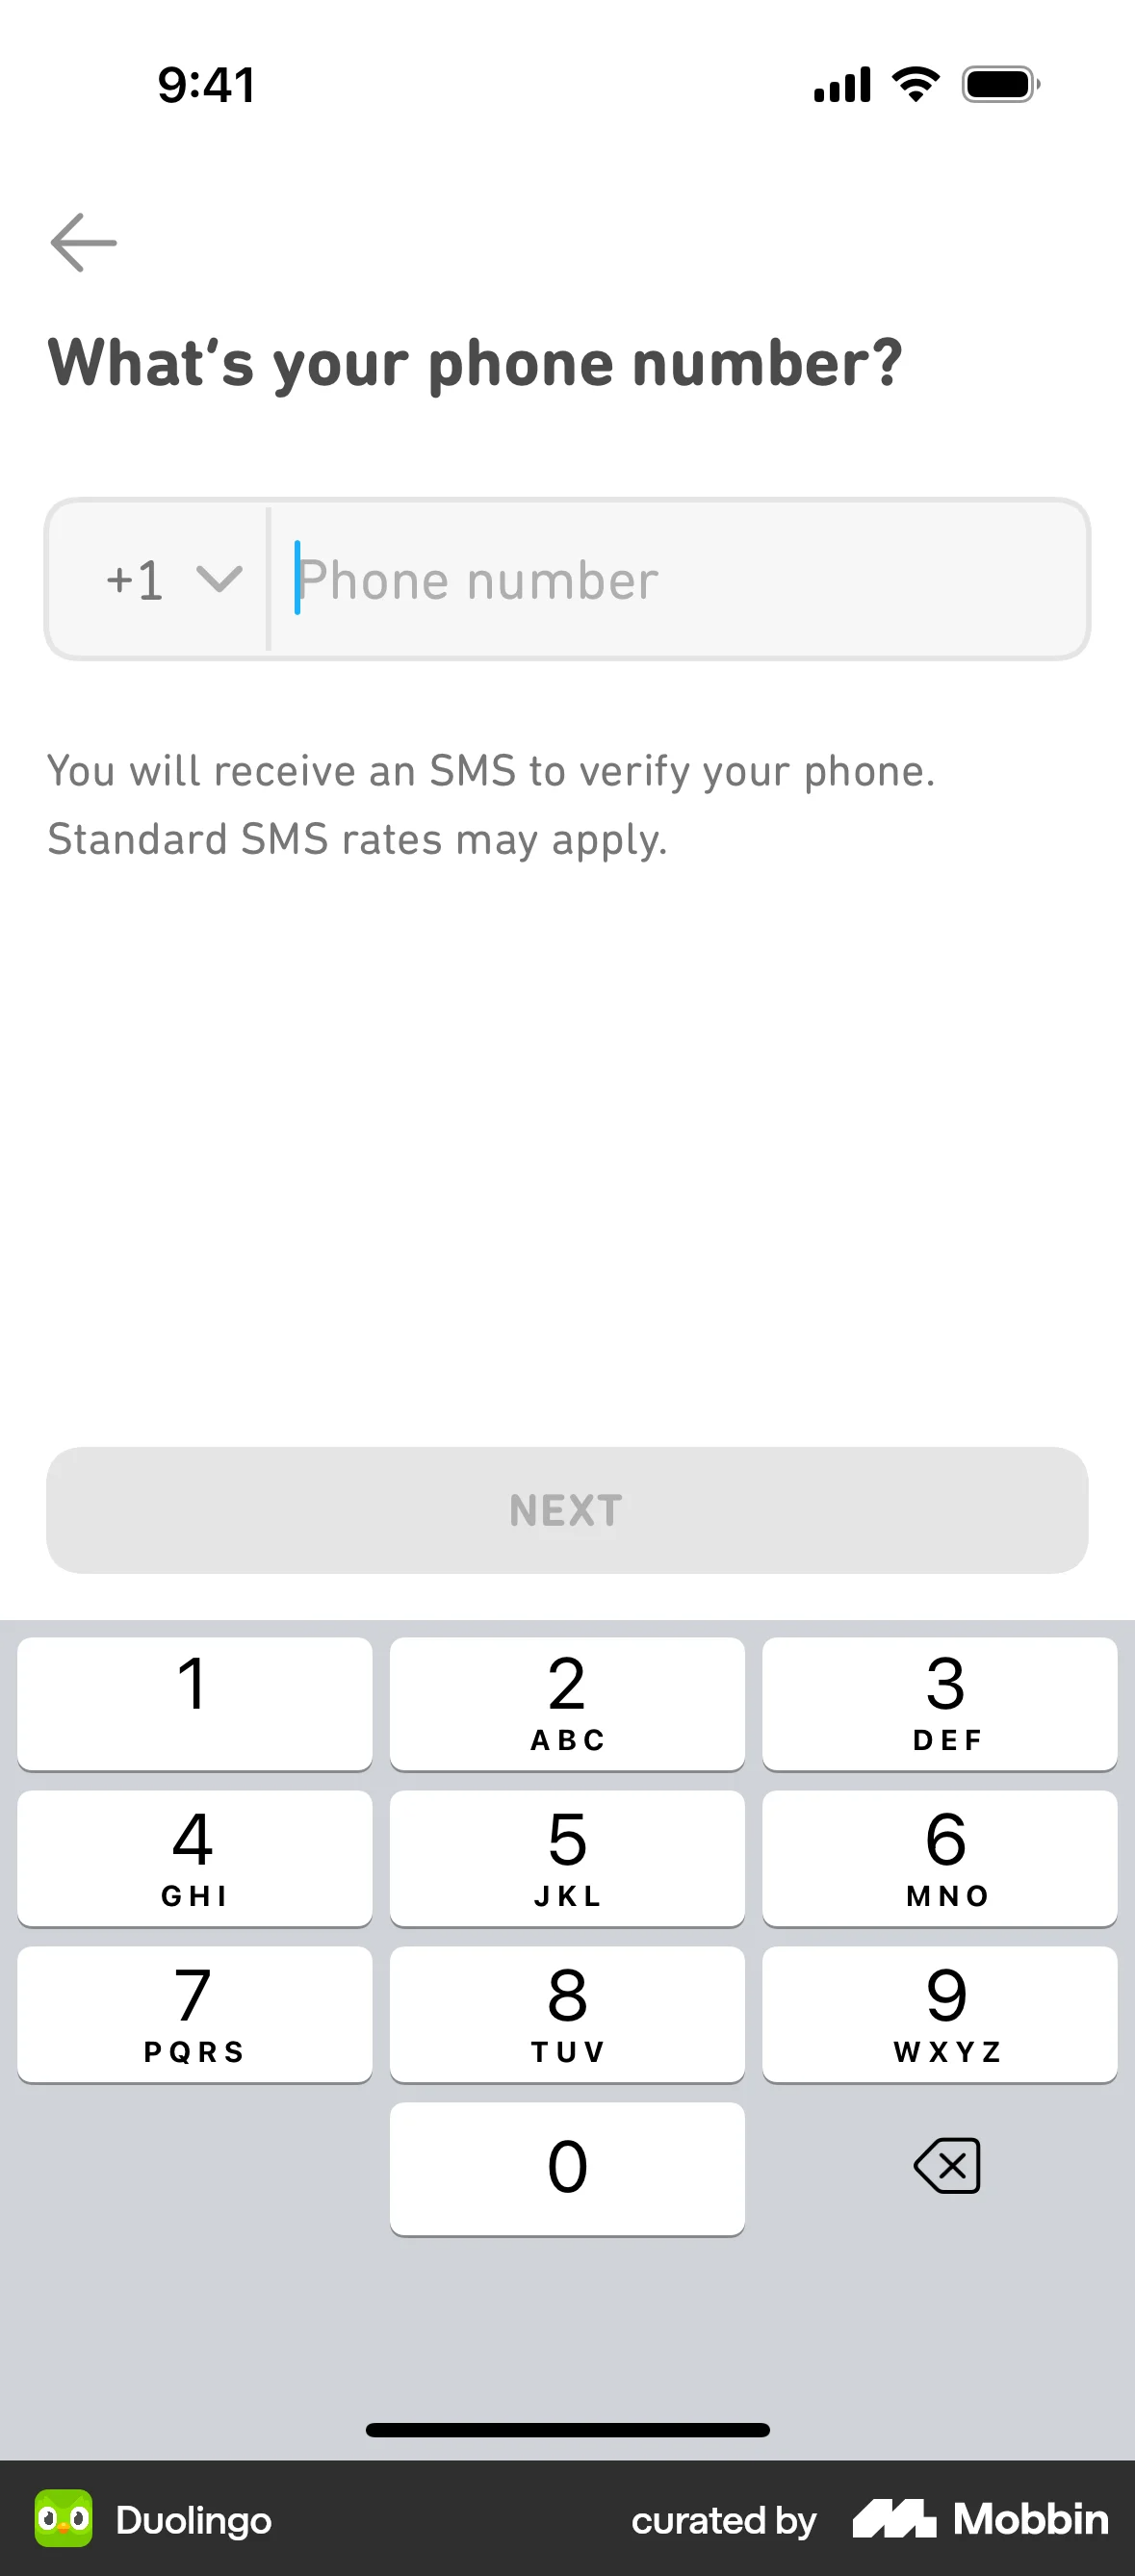 9:41
What’s your phone number?
+1 Phone number
You will receive an SMS to verify your phone.
Standard SMS rates may apply.
NEXT
1 2 3
ABC DEF
4 5 6
GHI JKL MNO
7 8 9
PQRS TUV WXYZ
0
Duolingo curated by Mobbin